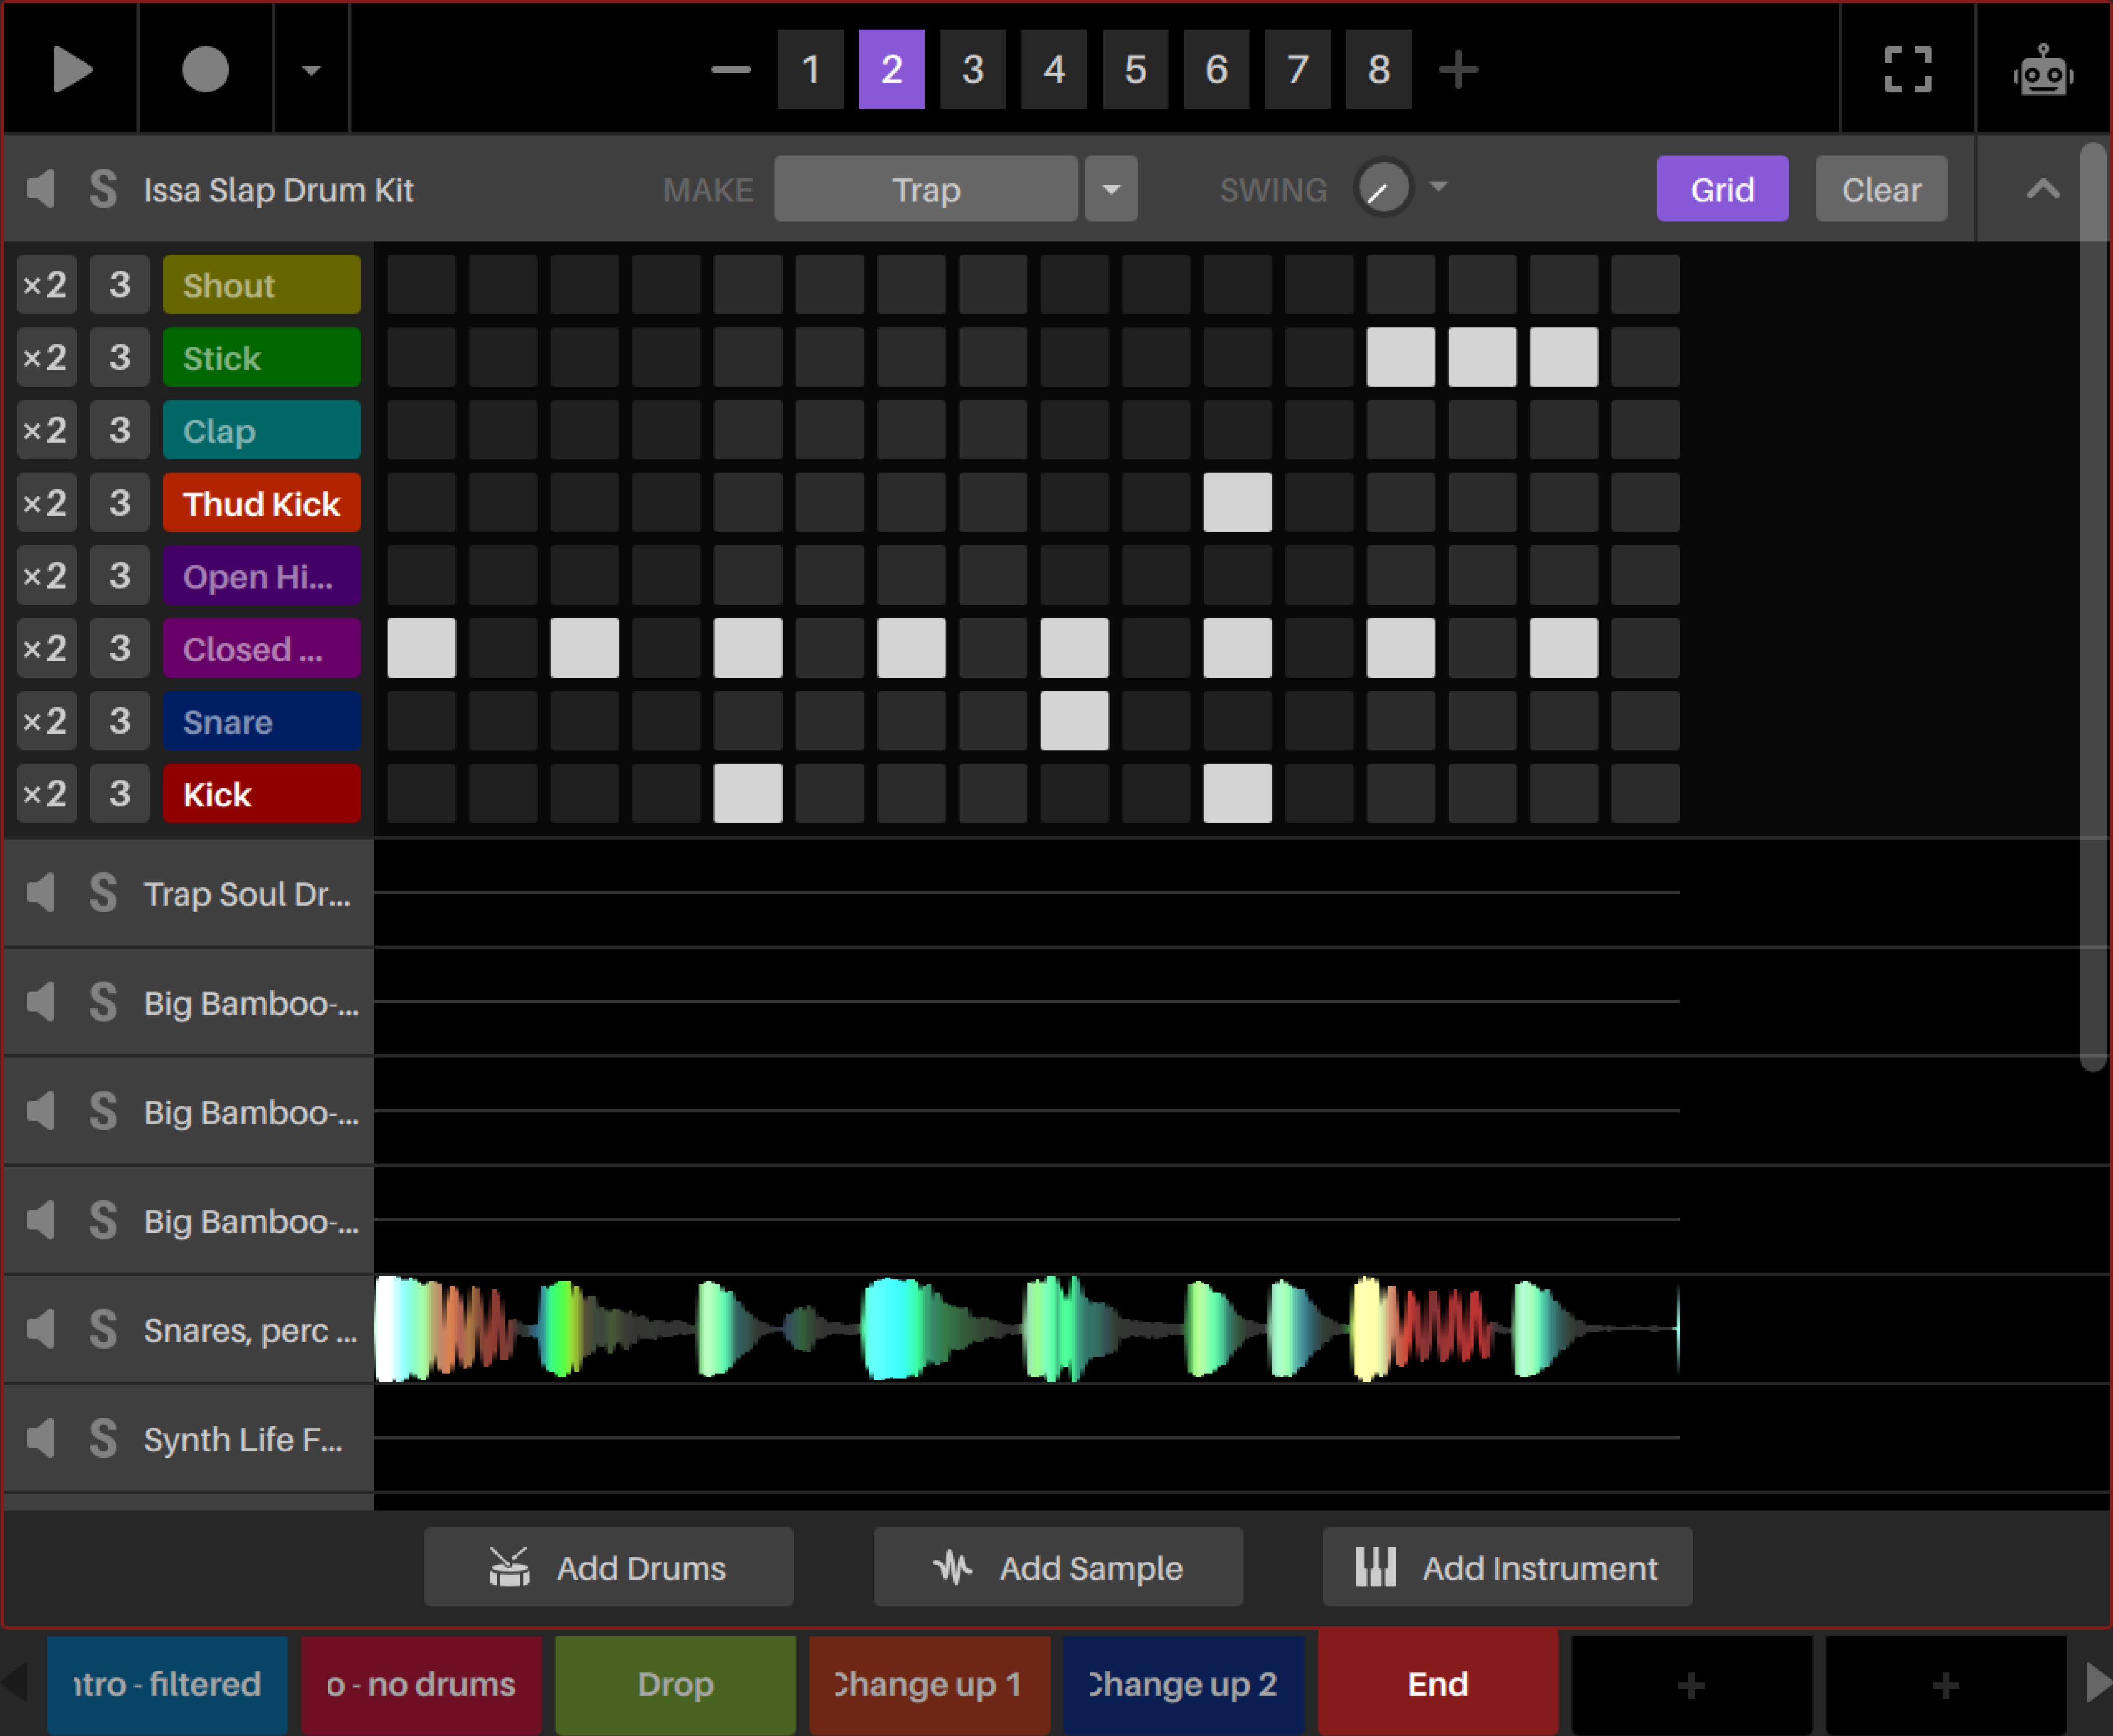 1 2 3 4 5 6 7 8
S Issa Slap Drum Kit MAKE Trap SWING Grid Clear
×2 3 Shout
×2 3 Stick
×2 3 Clap
×2 3 Thud Kick
×2 3 Open Hi...
×2 3 Closed ...
×2 3 Snare
×2 3 Kick
S Trap Soul Dr...
S Big Bamboo-...
S Big Bamboo-...
S Big Bamboo-...
S Snares, perc ...
S Synth Life F...
Add Drums Add Sample Add Instrument
ntro - filtered o - no drums Drop Change up 1 Change up 2 End + +